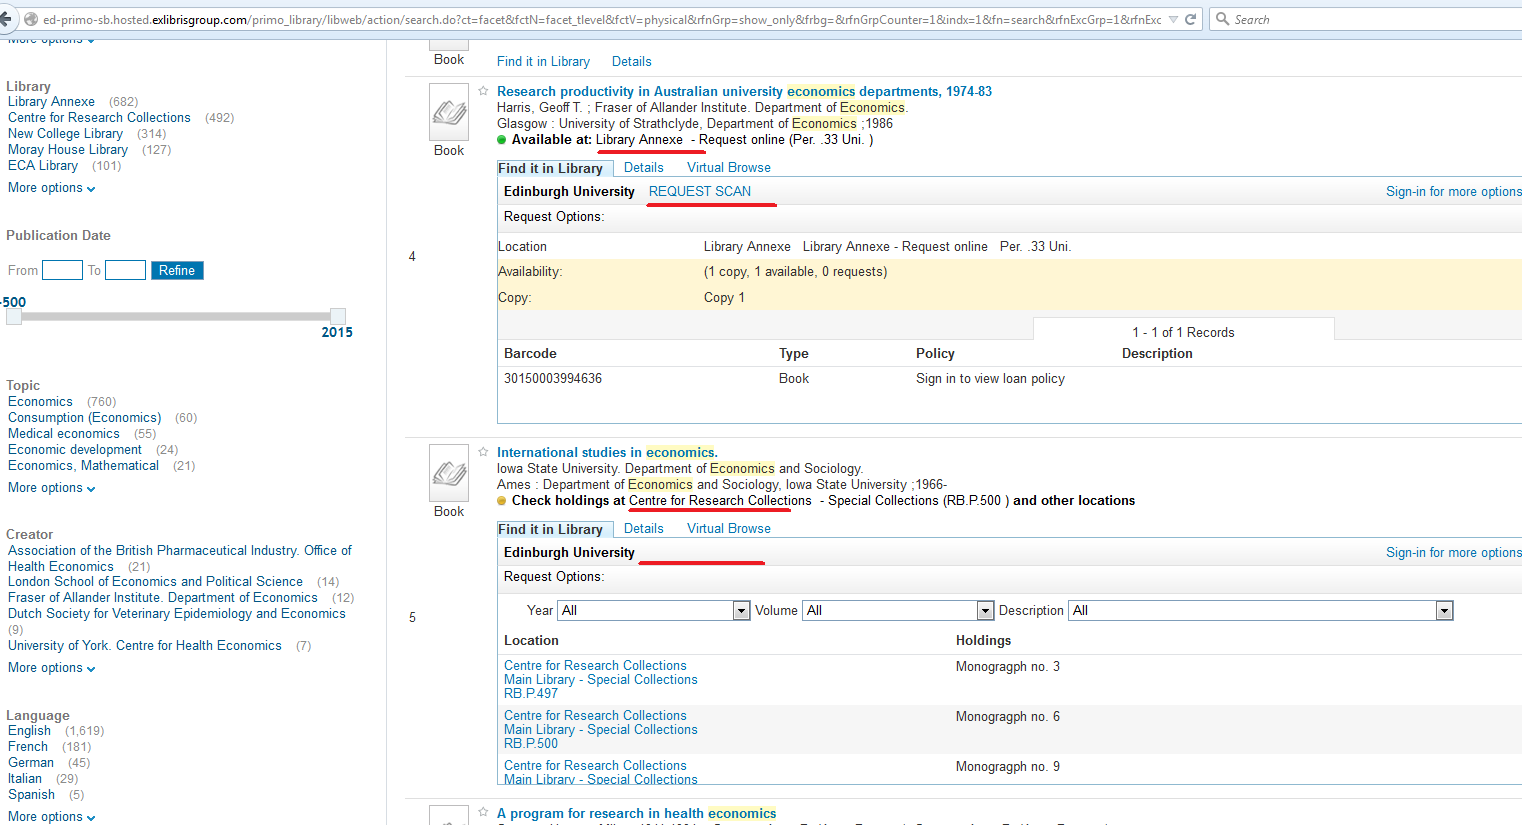 ed-primo-sb.hosted.exlibrisgroup.com/primo_library/libweb/action/search.do?ct=facet&fctN=facet_tlevel&fctV=physical&rfnGrp=show_only&frbg=&rfnGrpCounter=1&indx=1&fn=search&rfnExcGrp=1&rfnExc
Search
More options
Library
Library Annexe (682)
Centre for Research Collections (492)
New College Library (314)
Moray House Library (127)
ECA Library (101)
More options
Publication Date
From To Refine
-500
2015
Topic
Economics (760)
Consumption (Economics) (60)
Medical economics (55)
Economic development (24)
Economics, Mathematical (21)
More options
Creator
Association of the British Pharmaceutical Industry. Office of
Health Economics (21)
London School of Economics and Political Science (14)
Fraser of Allander Institute. Department of Economics (12)
Dutch Society for Veterinary Epidemiology and Economics
(9)
University of York. Centre for Health Economics (7)
More options
Language
English (1,619)
French (181)
German (45)
Italian (29)
Spanish (5)
More options
Book
Find it in Library Details
4
Book
Research productivity in Australian university economics departments, 1974-83
Harris, Geoff T. ; Fraser of Allander Institute. Department of Economics.
Glasgow : University of Strathclyde, Department of Economics ;1986
Available at: Library Annexe - Request online (Per. .33 Uni. )
Find it in Library Details Virtual Browse
Edinburgh University REQUEST SCAN Sign-in for more options
Request Options:
Location Library Annexe Library Annexe - Request online Per. .33 Uni.
Availability: (1 copy, 1 available, 0 requests)
Copy: Copy 1
1 - 1 of 1 Records
Barcode Type Policy Description
30150003994636 Book Sign in to view loan policy
5
Book
International studies in economics.
Iowa State University. Department of Economics and Sociology.
Ames : Department of Economics and Sociology, Iowa State University ;1966-
Check holdings at Centre for Research Collections - Special Collections (RB.P.500 ) and other locations
Find it in Library Details Virtual Browse
Edinburgh University Sign-in for more options
Request Options:
Year All Volume All Description All
Location Holdings
Centre for Research Collections Monogragph no. 3
Main Library - Special Collections
RB.P.497
Centre for Research Collections Monogragph no. 6
Main Library - Special Collections
RB.P.500
Centre for Research Collections Monogragph no. 9
Main Library - Special Collections
A program for research in health economics